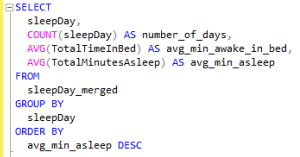 SELECT
sleepDay,
COUNT(sleepDay) AS number_of_days,
AVG(TotalTimeInBed) AS avg_min_awake_in_bed,
AVG(TotalMinutesAsleep) AS avg_min_asleep
FROM
sleepDay_merged
GROUP BY
sleepDay
ORDER BY
avg_min_asleep DESC